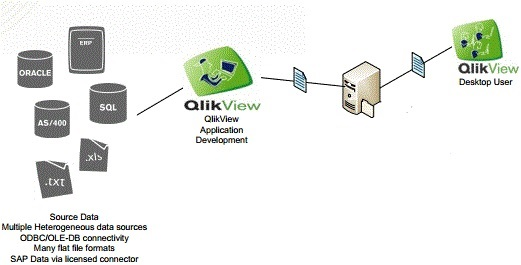 ERP
ORACLE
SQL
AS/400
.xls
.txt
QlikView
QlikView
Application
Development
QlikView
Desktop User
Source Data
Multiple Heterogeneous data sources
ODBC/OLE-DB connectivity
Many flat file formats
SAP Data via licensed connector